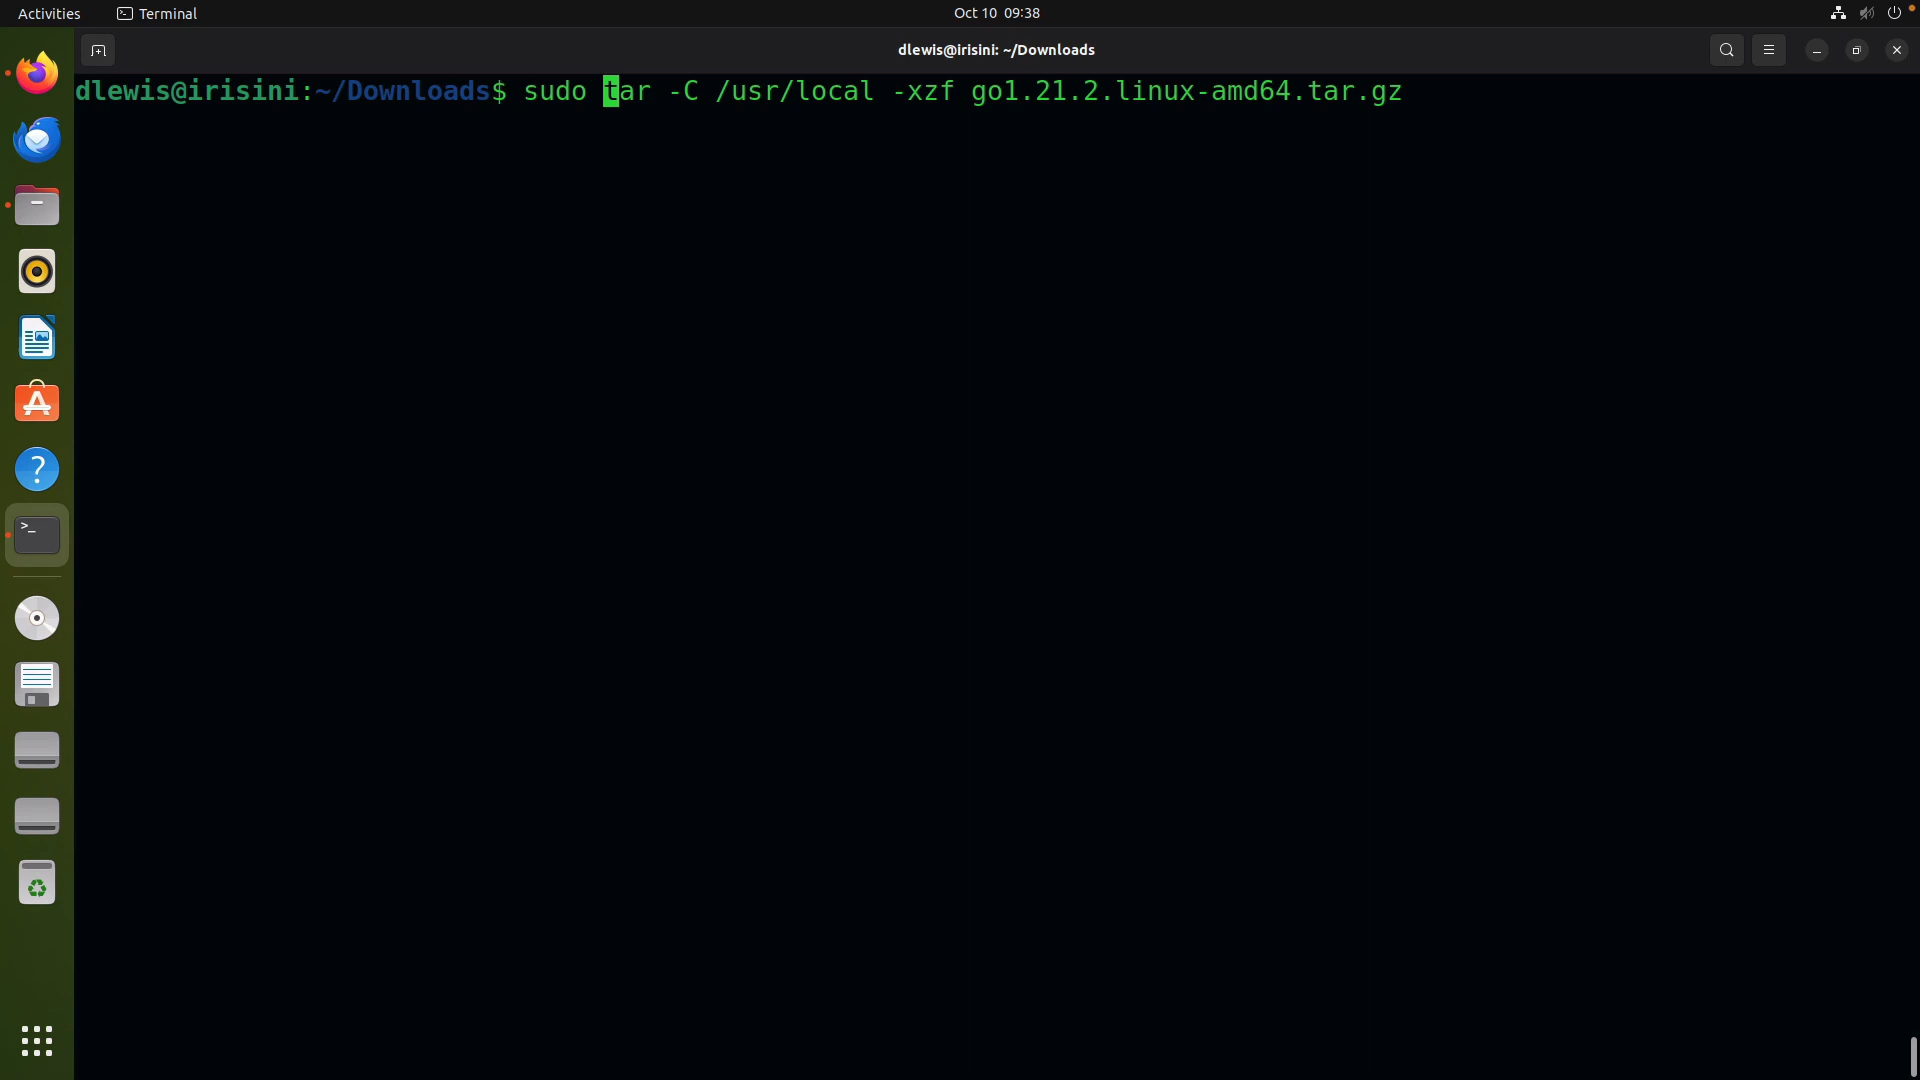 Activities Terminal Oct 10 09:38
dlewis@irisini: ~/Downloads
dlewis@irisini:~/Downloads$ sudo tar -C /usr/local -xzf go1.21.2.linux-amd64.tar.gz